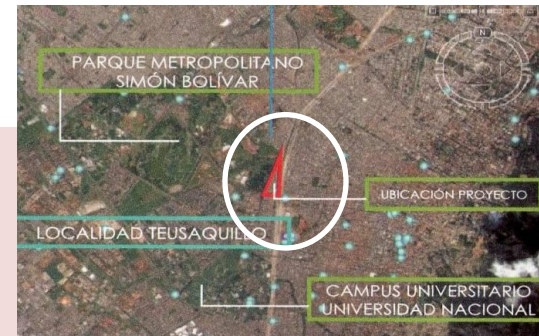 N
PARQUE METROPOLITANO
SIMÓN BOLÍVAR
UBICACIÓN PROYECTO
LOCALIDAD TEUSAQUILLO
CAMPUS UNIVERSITARIO
UNIVERSIDAD NACIONAL